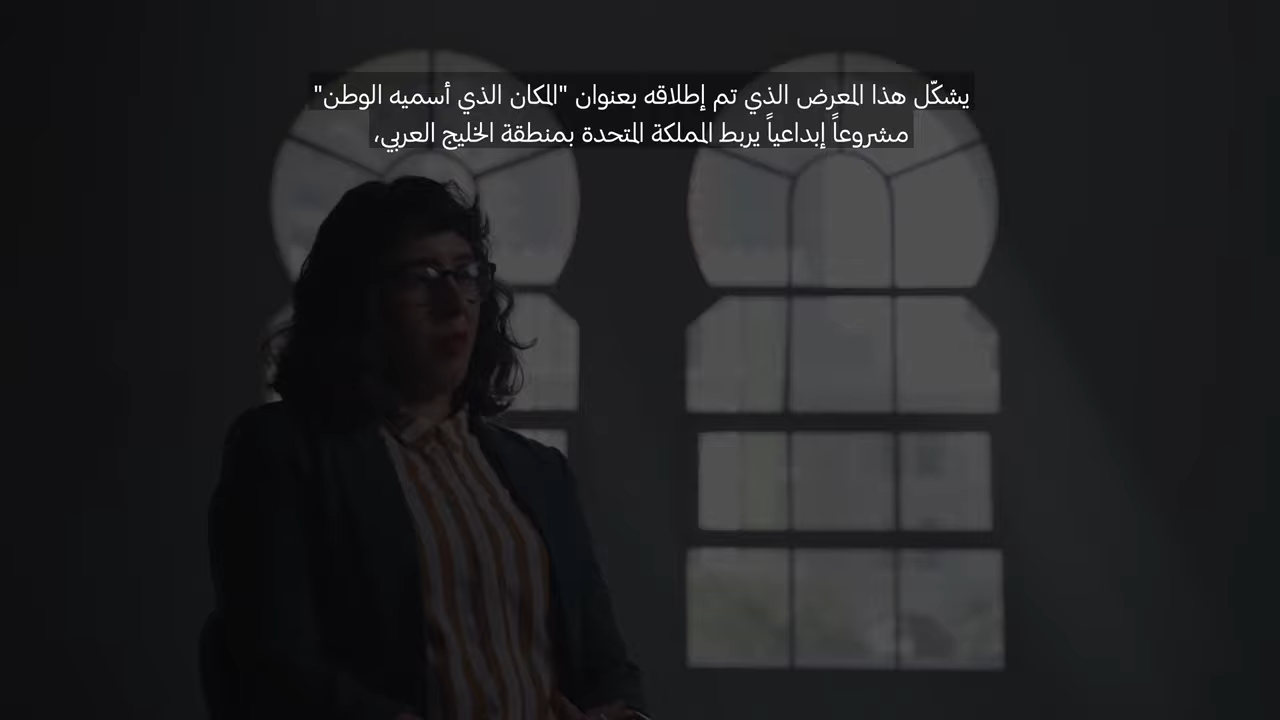 يشكّل هذا المعرض الذي تم إطلاقه بعنوان "المكان الذي أسميه الوطن"
مشروعاً إبداعياً يربط المملكة المتحدة بمنطقة الخليج العربي،